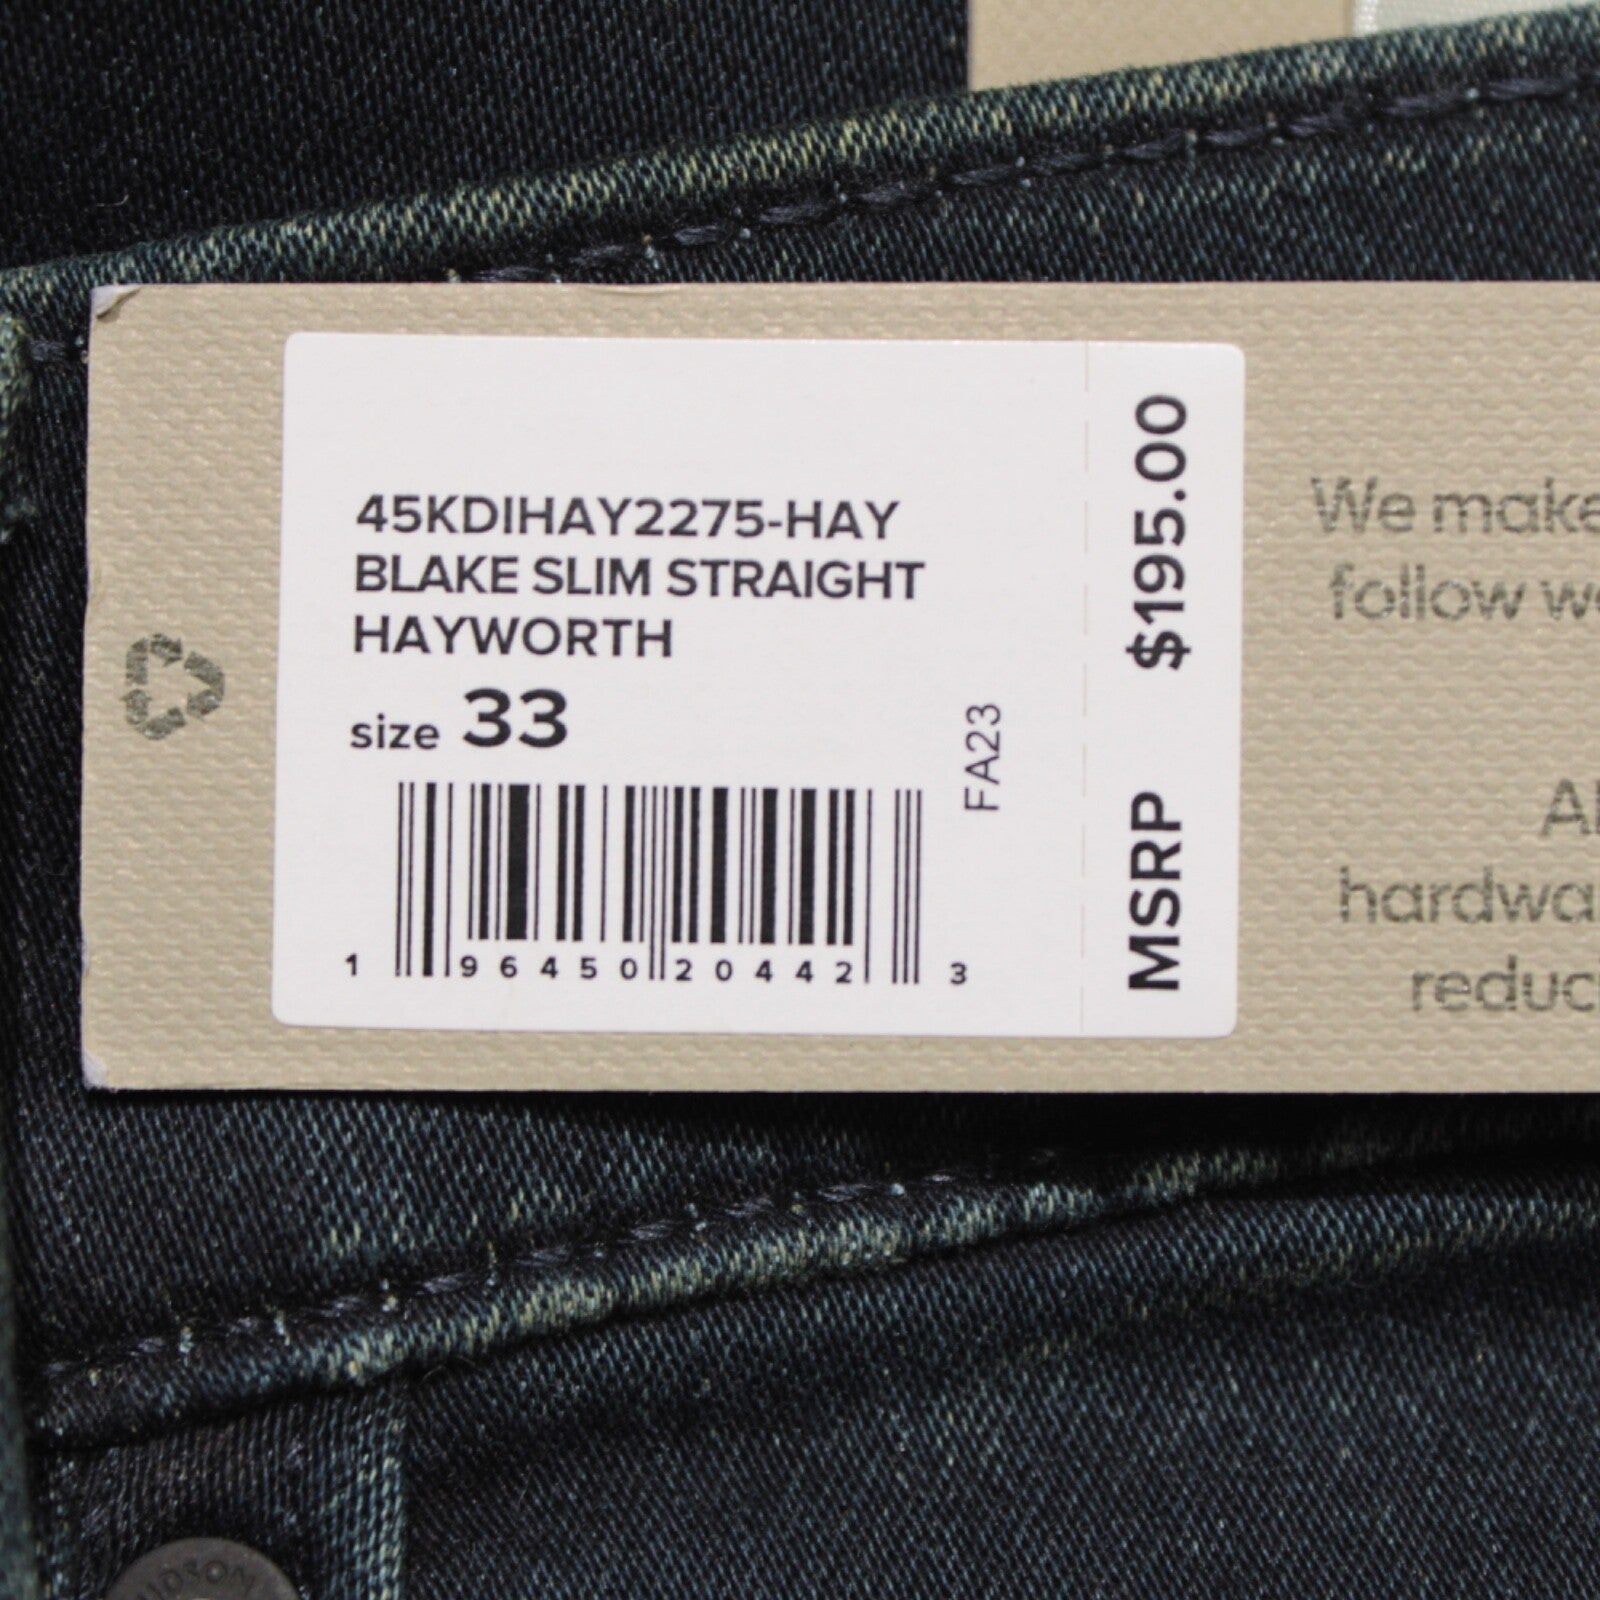 45KDIHAY2275-HAY
BLAKE SLIM STRAIGHT
HAYWORTH
size 33
FA23
1 96450 20442 3
MSRP $195.00
We make
follow
hardwa
reduc